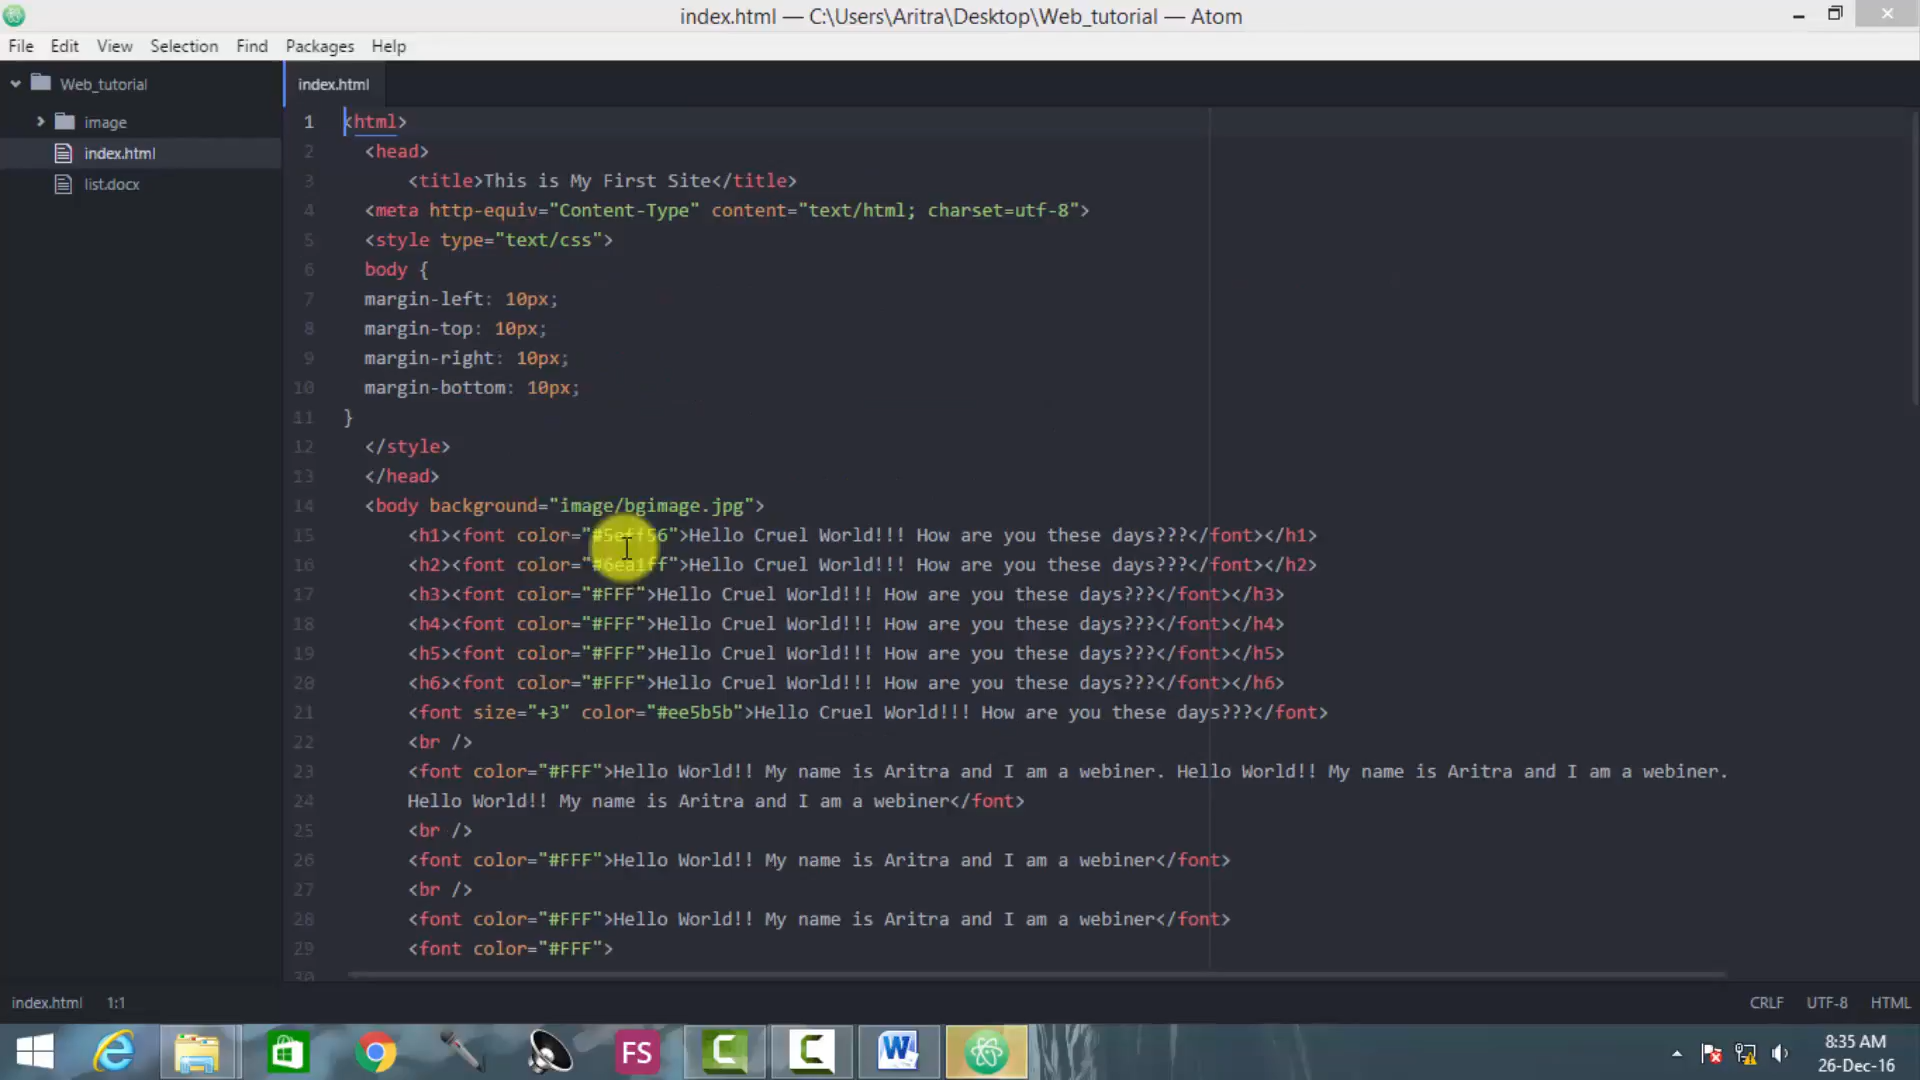 index.html — C:\Users\Aritra\Desktop\Web_tutorial — Atom
File Edit View Selection Find Packages Help
Web_tutorial
image
index.html
list.docx
index.html
1 <html>
2 <head>
3 <title>This is My First Site</title>
4 <meta http-equiv="Content-Type" content="text/html; charset=utf-8">
5 <style type="text/css">
6 body {
7 margin-left: 10px;
8 margin-top: 10px;
9 margin-right: 10px;
10 margin-bottom: 10px;
11 }
12 </style>
13 </head>
14 <body background="image/bgimage.jpg">
15 <h1><font color="#5eff56">Hello Cruel World!!! How are you these days???</font></h1>
16 <h2><font color="#6ea1ff">Hello Cruel World!!! How are you these days???</font></h2>
17 <h3><font color="#FFF">Hello Cruel World!!! How are you these days???</font></h3>
18 <h4><font color="#FFF">Hello Cruel World!!! How are you these days???</font></h4>
19 <h5><font color="#FFF">Hello Cruel World!!! How are you these days???</font></h5>
20 <h6><font color="#FFF">Hello Cruel World!!! How are you these days???</font></h6>
21 <font size="+3" color="#ee5b5b">Hello Cruel World!!! How are you these days???</font>
22 <br />
23 <font color="#FFF">Hello World!! My name is Aritra and I am a webiner. Hello World!! My name is Aritra and I am a webiner.
24 Hello World!! My name is Aritra and I am a webiner</font>
25 <br />
26 <font color="#FFF">Hello World!! My name is Aritra and I am a webiner</font>
27 <br />
28 <font color="#FFF">Hello World!! My name is Aritra and I am a webiner</font>
29 <font color="#FFF">
30
index.html 1:1 CRLF UTF-8 HTML
FS
8:35 AM
26-Dec-16